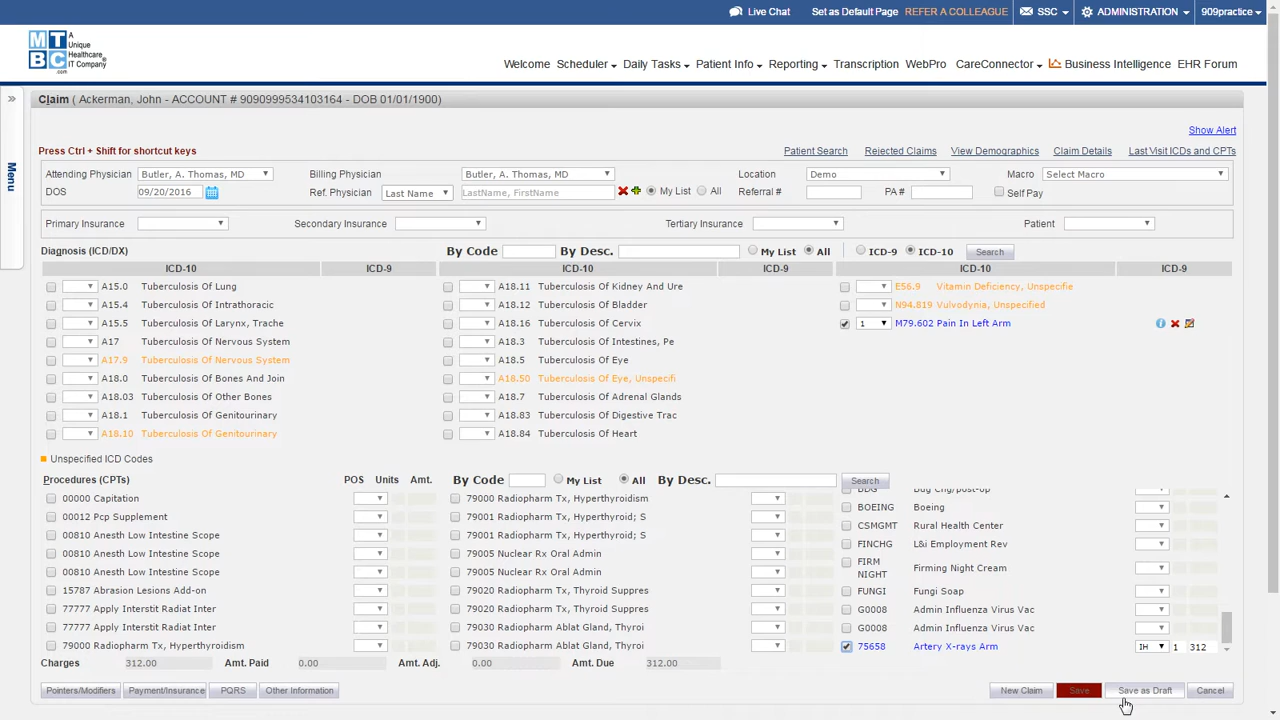 Live Chat Set as Default Page REFER A COLLEAGUE SSC ADMINISTRATION 909practice
MTBC.com A Unique Healthcare IT Company®
Welcome Scheduler Daily Tasks Patient Info Reporting Transcription WebPro CareConnector Business Intelligence EHR Forum
» Menu
Claim ( Ackerman, John - ACCOUNT # 9090999534103164 - DOB 01/01/1900)
Show Alert
Press Ctrl + Shift for shortcut keys Patient Search Rejected Claims View Demographics Claim Details Last Visit ICDs and CPTs
Attending Physician Butler, A. Thomas, MD Billing Physician Butler, A. Thomas, MD Location Demo Macro Select Macro
DOS 09/20/2016 Ref. Physician Last Name LastName, FirstName My List All Referral # PA # Self Pay
Primary Insurance Secondary Insurance Tertiary Insurance Patient
Diagnosis (ICD/DX) By Code By Desc. My List All ICD-9 ICD-10 Search
ICD-10 ICD-9 ICD-10 ICD-9 ICD-10 ICD-9
A15.0 Tuberculosis Of Lung A18.11 Tuberculosis Of Kidney And Ure E56.9 Vitamin Deficiency, Unspecifie
A15.4 Tuberculosis Of Intrathoracic A18.12 Tuberculosis Of Bladder N94.819 Vulvodynia, Unspecified
A15.5 Tuberculosis Of Larynx, Trache A18.16 Tuberculosis Of Cervix 1 M79.602 Pain In Left Arm
A17 Tuberculosis Of Nervous System A18.3 Tuberculosis Of Intestines, Pe
A17.9 Tuberculosis Of Nervous System A18.5 Tuberculosis Of Eye
A18.0 Tuberculosis Of Bones And Join A18.50 Tuberculosis Of Eye, Unspecifi
A18.03 Tuberculosis Of Other Bones A18.7 Tuberculosis Of Adrenal Glands
A18.1 Tuberculosis Of Genitourinary A18.83 Tuberculosis Of Digestive Trac
A18.10 Tuberculosis Of Genitourinary A18.84 Tuberculosis Of Heart
Unspecified ICD Codes
Procedures (CPTs) POS Units Amt. By Code My List All By Desc. Search
00000 Capitation 79000 Radiopharm Tx, Hyperthyroidism BDG Bdg Chg/post-op
00012 Pcp Supplement 79001 Radiopharm Tx, Hyperthyroid; S BOEING Boeing
00810 Anesth Low Intestine Scope 79001 Radiopharm Tx, Hyperthyroid; S CSMGMT Rural Health Center
00810 Anesth Low Intestine Scope 79005 Nuclear Rx Oral Admin FINCHG L&i Employment Rev
00810 Anesth Low Intestine Scope 79005 Nuclear Rx Oral Admin FIRM NIGHT Firming Night Cream
15787 Abrasion Lesions Add-on 79020 Radiopharm Tx, Thyroid Suppres FUNGI Fungi Soap
77777 Apply Interstit Radiat Inter 79020 Radiopharm Tx, Thyroid Suppres G0008 Admin Influenza Virus Vac
77777 Apply Interstit Radiat Inter 79030 Radiopharm Ablat Gland, Thyroi G0008 Admin Influenza Virus Vac
79000 Radiopharm Tx, Hyperthyroidism 79030 Radiopharm Ablat Gland, Thyroi 75658 Artery X-rays Arm IH 1 312
Charges 312.00 Amt. Paid 0.00 Amt. Adj. 0.00 Amt. Due 312.00
Pointers/Modifiers Payment/Insurance PQRS Other Information New Claim Save Save as Draft Cancel